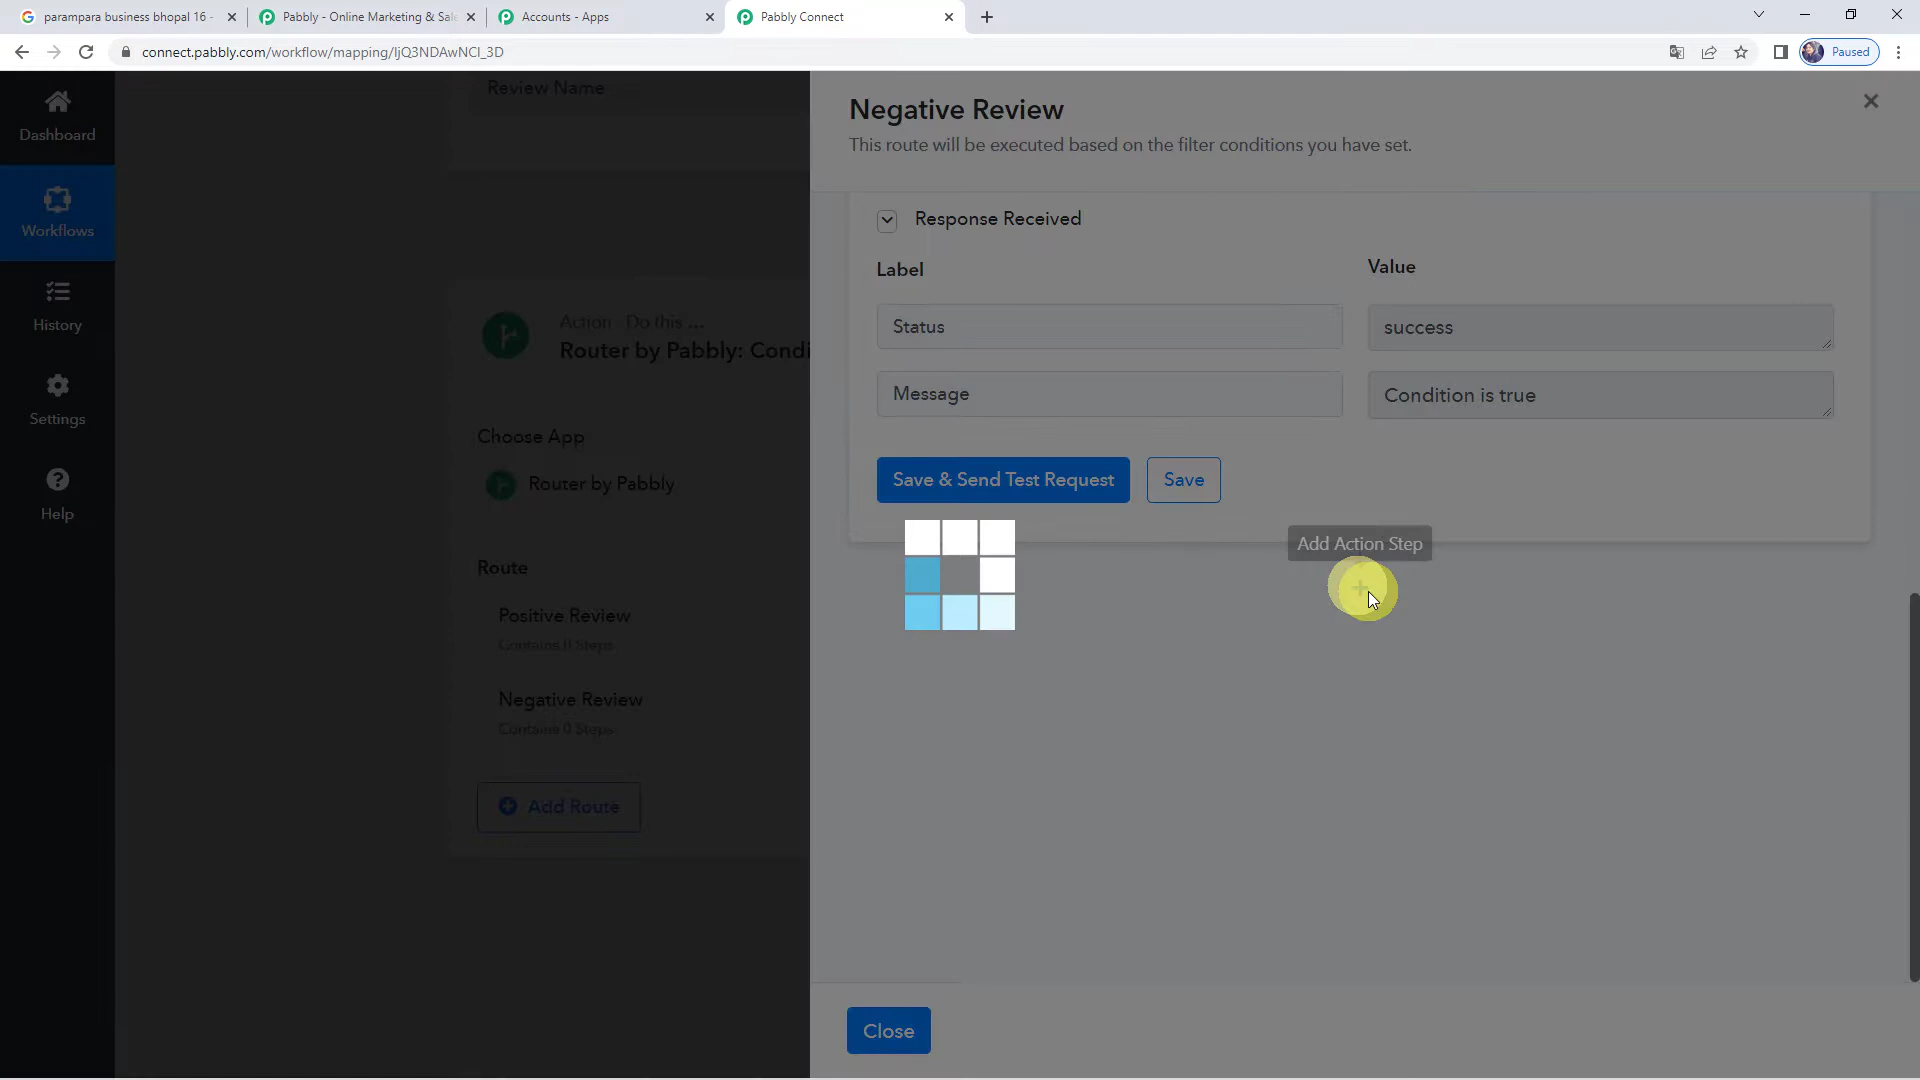 parampara business bhopal 16 -
Pabbly - Online Marketing & Sale
Accounts - Apps
Pabbly Connect
connect.pabbly.com/workflow/mapping/IjQ3NDAwNCI_3D
Paused
Dashboard
Workflows
History
Settings
Help
Review Name
Action - Do this ...
Router by Pabbly: Condi
Choose App
Router by Pabbly
Route
Positive Review
Contains 0 Steps
Negative Review
Contains 0 Steps
Add Route
Negative Review
This route will be executed based on the filter conditions you have set.
Response Received
Label
Value
Status
success
Message
Condition is true
Save & Send Test Request
Save
Add Action Step
Close